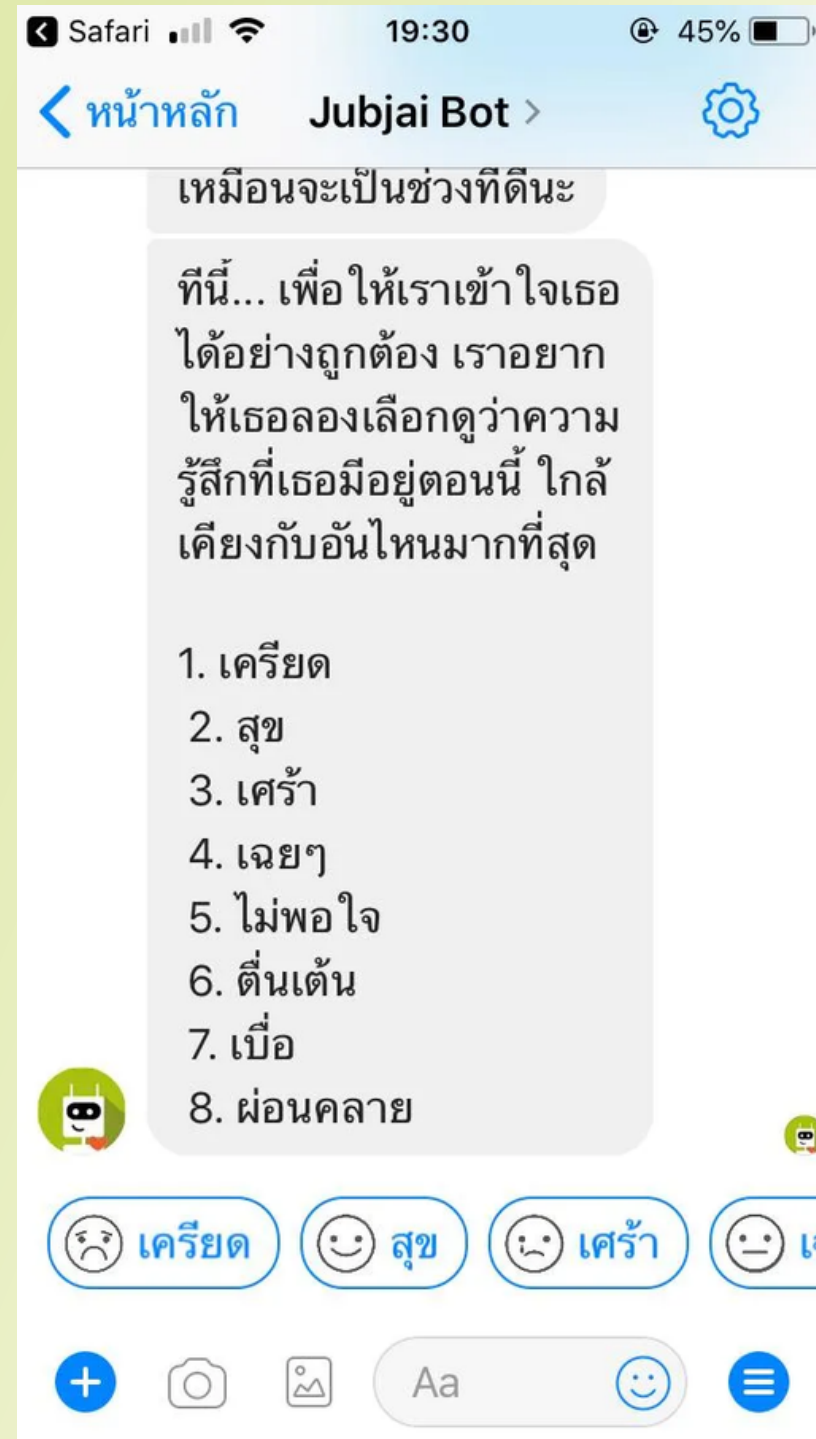 Safari 19:30 45%
หน้าหลัก Jubjai Bot
เหมือนจะเป็นช่วงที่ดีนะ
ทีนี้... เพื่อให้เราเข้าใจเธอ
ได้อย่างถูกต้อง เราอยาก
ให้เธอลองเลือกดูว่าความ
รู้สึกที่เธอมีอยู่ตอนนี้ ใกล้
เคียงกับอันไหนมากที่สุด
1. เครียด
2. สุข
3. เศร้า
4. เฉยๆ
5. ไม่พอใจ
6. ตื่นเต้น
7. เบื่อ
8. ผ่อนคลาย
เครียด สุข เศร้า
Aa